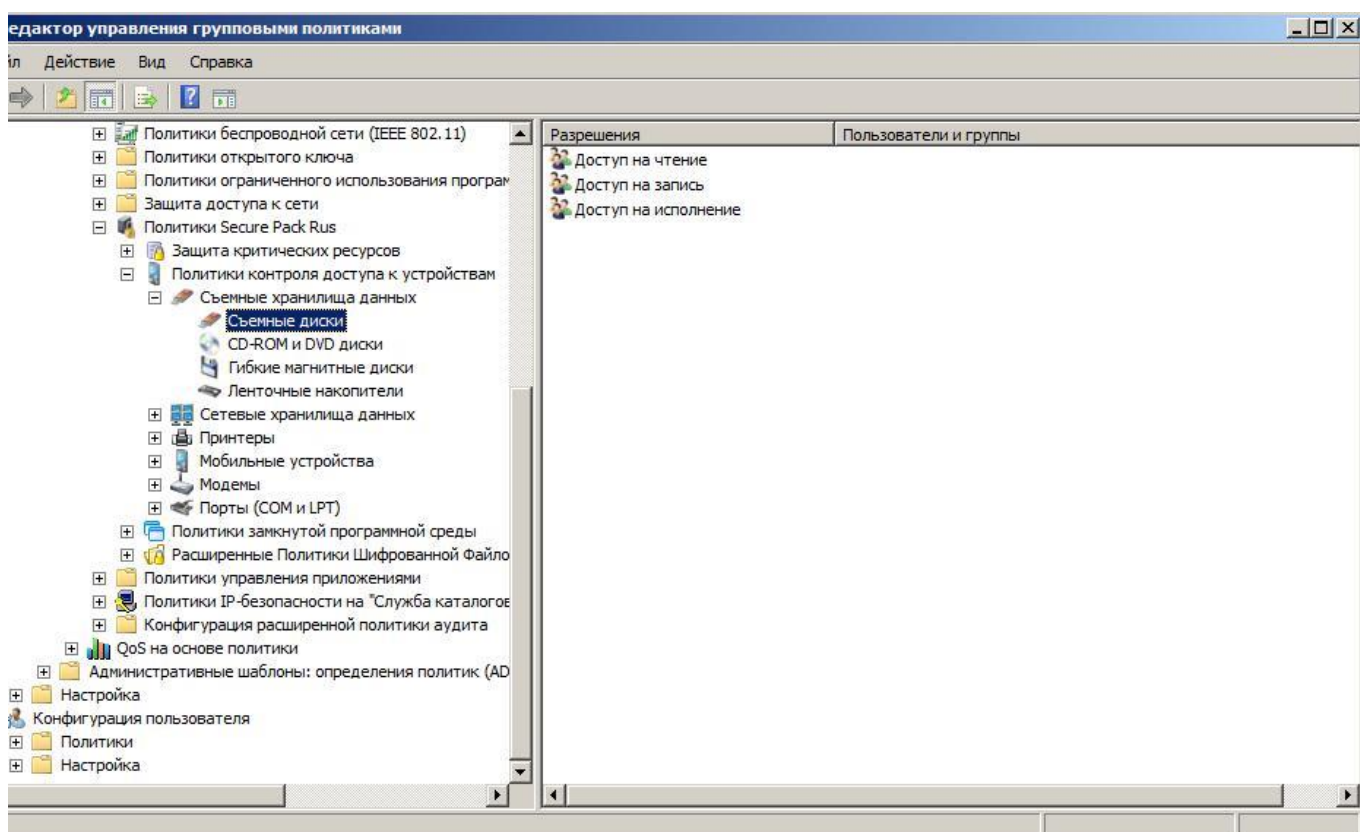 едактор управления групповыми политиками
йл Действие Вид Справка
Политики беспроводной сети (IEEE 802.11)
Политики открытого ключа
Политики ограниченного использования програм
Защита доступа к сети
Политики Secure Pack Rus
Защита критических ресурсов
Политики контроля доступа к устройствам
Съемные хранилища данных
Съемные диски
CD-ROM и DVD диски
Гибкие магнитные диски
Ленточные накопители
Сетевые хранилища данных
Принтеры
Мобильные устройства
Модемы
Порты (COM и LPT)
Политики замкнутой программной среды
Расширенные Политики Шифрованной Файло
Политики управления приложениями
Политики IP-безопасности на "Служба каталогов
Конфигурация расширенной политики аудита
QoS на основе политики
Административные шаблоны: определения политик (AD
Настройка
Конфигурация пользователя
Политики
Настройка
Разрешения Пользователи и группы
Доступ на чтение
Доступ на запись
Доступ на исполнение